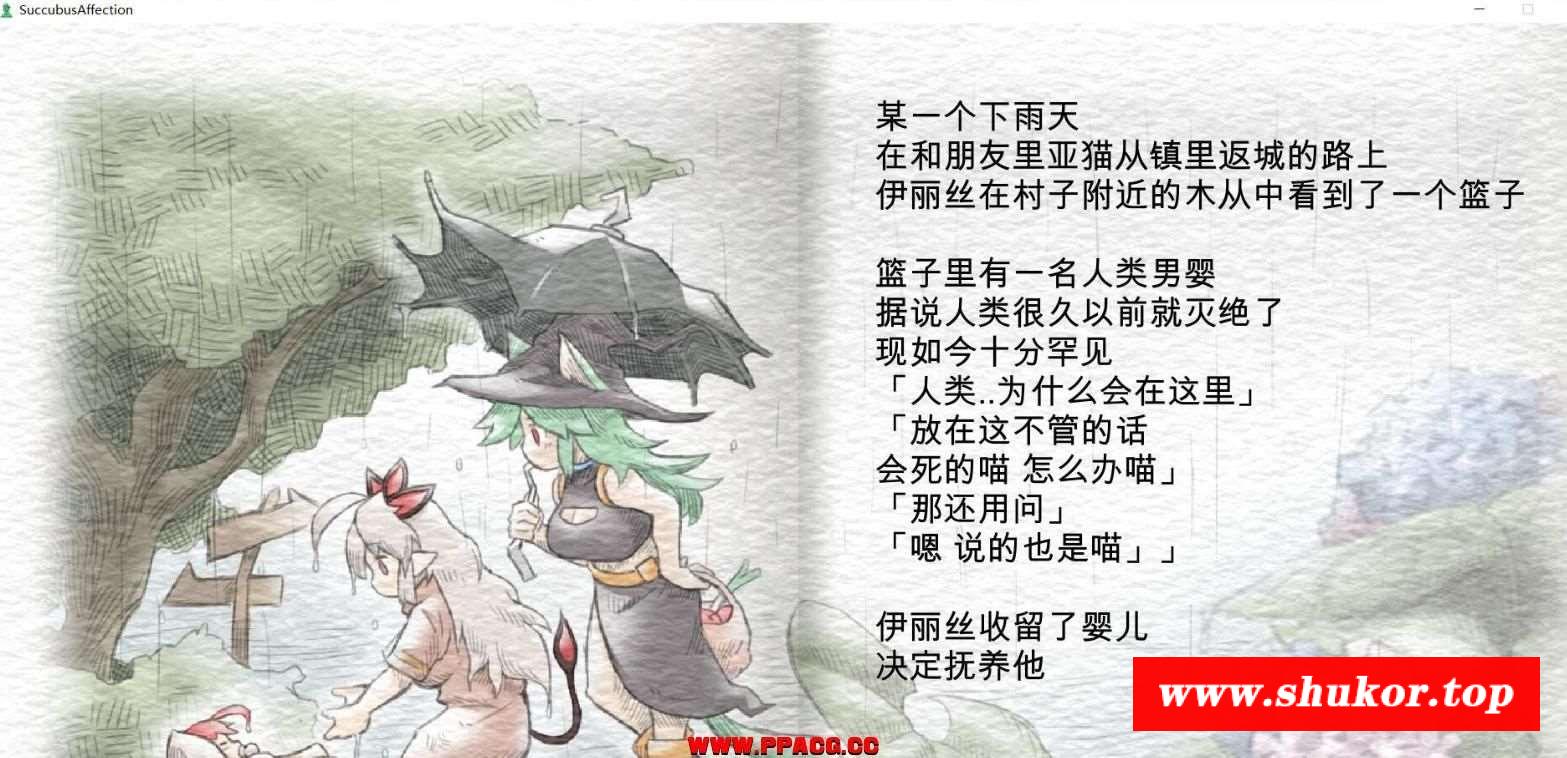 SuccubusAffection
某一个下雨天
在和朋友里亚猫从镇里返城的路上
伊丽丝在村子附近的木从中看到了一个篮子
篮子里有一名人类男婴
据说人类很久以前就灭绝了
现如今十分罕见
「人类..为什么会在这里」
「放在这不管的话
会死的喵 怎么办喵」
「那还用问」
「嗯 说的也是喵」」
伊丽丝收留了婴儿
决定抚养他
www.shukor.top
WWW.PPACG.CC